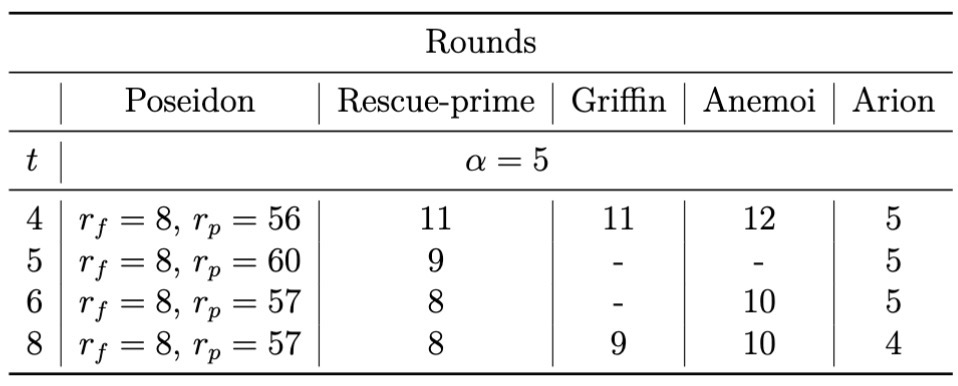 Rounds
Poseidon Rescue-prime Griffin Anemoi Arion
t α = 5
4 r_f = 8, r_p = 56 11 11 12 5
5 r_f = 8, r_p = 60 9 - - 5
6 r_f = 8, r_p = 57 8 - 10 5
8 r_f = 8, r_p = 57 8 9 10 4